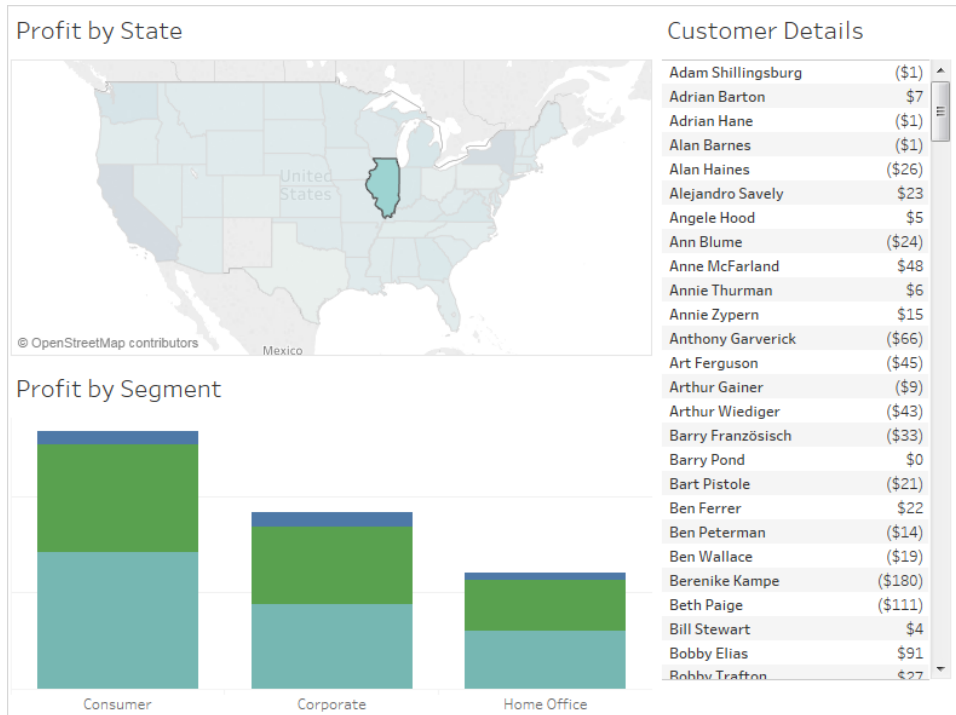 Profit by State
United
States
© OpenStreetMap contributors
Mexico
Profit by Segment
Consumer
Corporate
Home Office
Customer Details
Adam Shillingsburg ($1)
Adrian Barton $7
Adrian Hane ($1)
Alan Barnes ($1)
Alan Haines ($26)
Alejandro Savely $23
Angele Hood $5
Ann Blume ($24)
Anne McFarland $48
Annie Thurman $6
Annie Zypern $15
Anthony Garverick ($66)
Art Ferguson ($45)
Arthur Gainer ($9)
Arthur Wiediger ($43)
Barry Französisch ($33)
Barry Pond $0
Bart Pistole ($21)
Ben Ferrer $22
Ben Peterman ($14)
Ben Wallace ($19)
Berenike Kampe ($180)
Beth Paige ($111)
Bill Stewart $4
Bobby Elias $91
Bobby Trafton $27